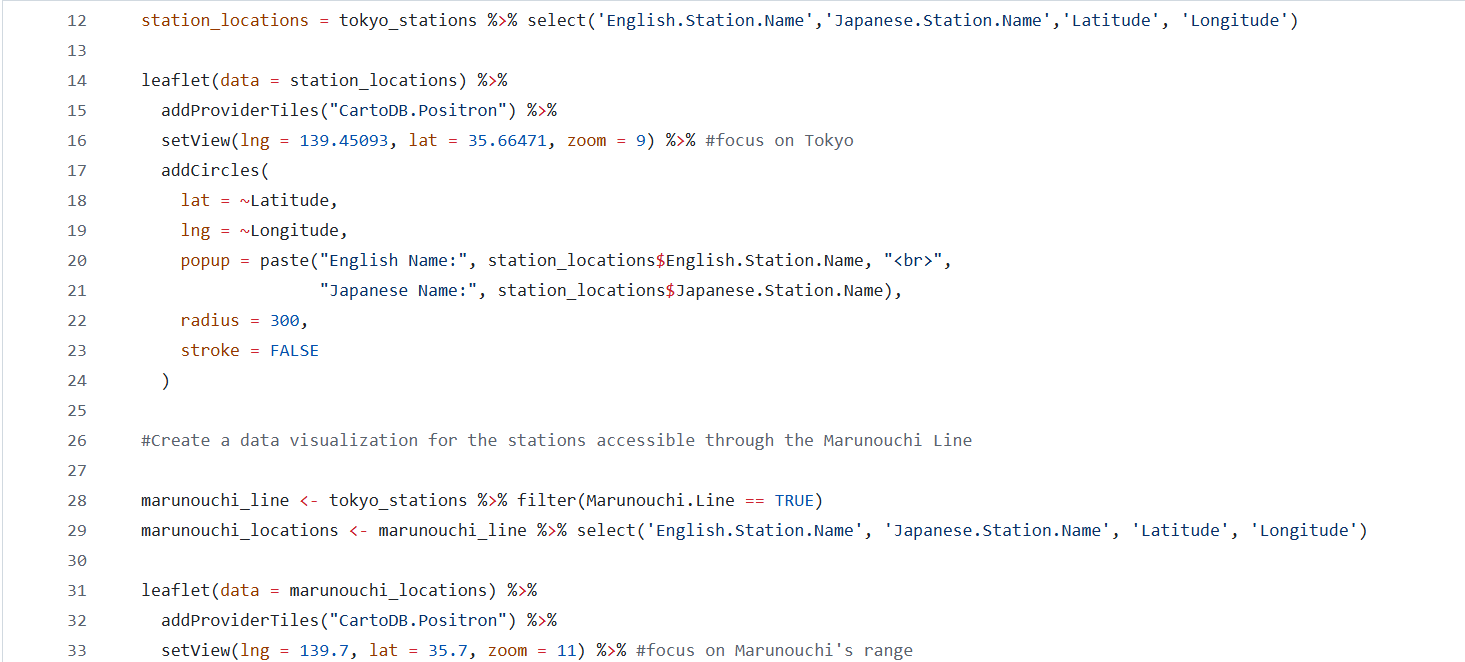 12 station_locations = tokyo_stations %>% select('English.Station.Name','Japanese.Station.Name','Latitude', 'Longitude')
13
14 leaflet(data = station_locations) %>%
15   addProviderTiles("CartoDB.Positron") %>%
16   setView(lng = 139.45093, lat = 35.66471, zoom = 9) %>% #focus on Tokyo
17   addCircles(
18     lat = ~Latitude,
19     lng = ~Longitude,
20     popup = paste("English Name:", station_locations$English.Station.Name, "<br>",
21                   "Japanese Name:", station_locations$Japanese.Station.Name),
22     radius = 300,
23     stroke = FALSE
24   )
25
26 #Create a data visualization for the stations accessible through the Marunouchi Line
27
28 marunouchi_line <- tokyo_stations %>% filter(Marunouchi.Line == TRUE)
29 marunouchi_locations <- marunouchi_line %>% select('English.Station.Name', 'Japanese.Station.Name', 'Latitude', 'Longitude')
30
31 leaflet(data = marunouchi_locations) %>%
32   addProviderTiles("CartoDB.Positron") %>%
33   setView(lng = 139.7, lat = 35.7, zoom = 11) %>% #focus on Marunouchi's range